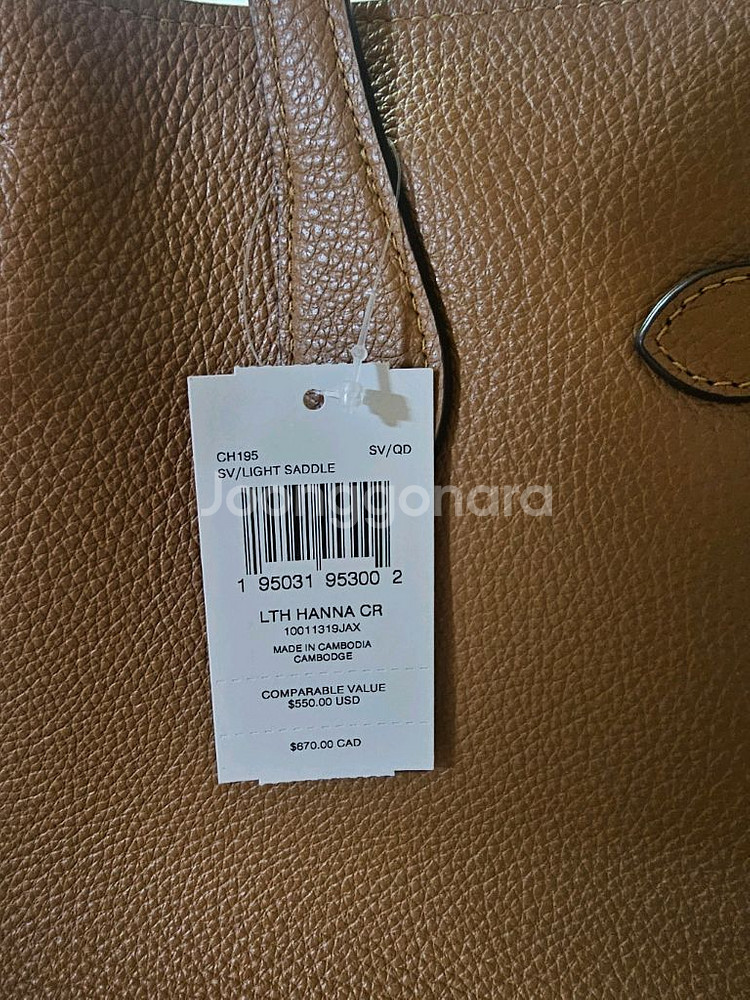 CH195 SV/QD
SV/LIGHT SADDLE
Joonggonara
1 95031 95300 2
LTH HANNA CR
10011319JAX
MADE IN CAMBODIA
CAMBODGE
COMPARABLE VALUE
$550.00 USD
$670.00 CAD